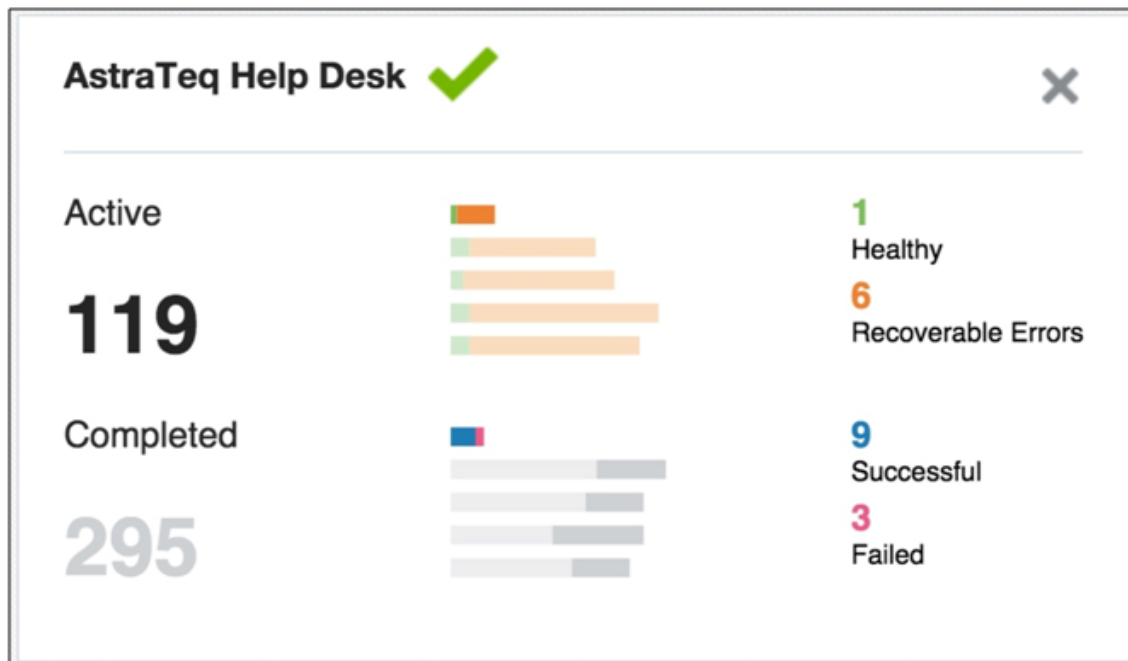 AstraTeq Help Desk
Active
119
1
Healthy
6
Recoverable Errors
Completed
295
9
Successful
3
Failed